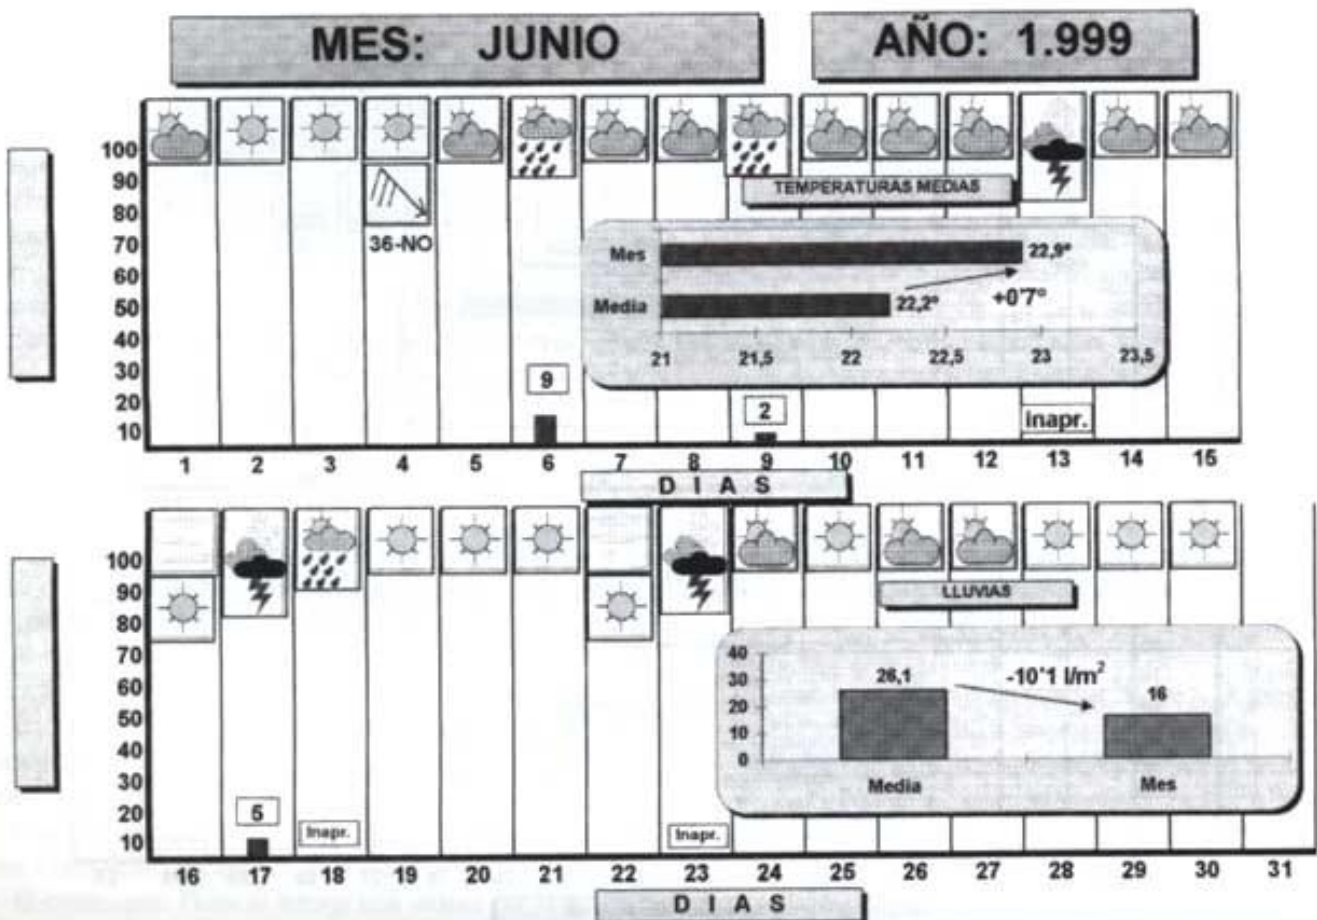 MES: JUNIO
AÑO: 1.999
100
90
80
70
60
50
40
30
20
10
36-NO
TEMPERATURAS MEDIAS
Mes 22,9º
Media 22,2º +0'7º
21 21,5 22 22,5 23 23,5
9
2
inapr.
1 2 3 4 5 6 7 8 9 10 11 12 13 14 15
DIAS
100
90
80
70
60
50
40
30
20
10
LLUVIAS
40
30
20
10
0
26,1
-10'1 l/m²
16
Media Mes
5
Inapr.
Inapr.
16 17 18 19 20 21 22 23 24 25 26 27 28 29 30 31
DIAS